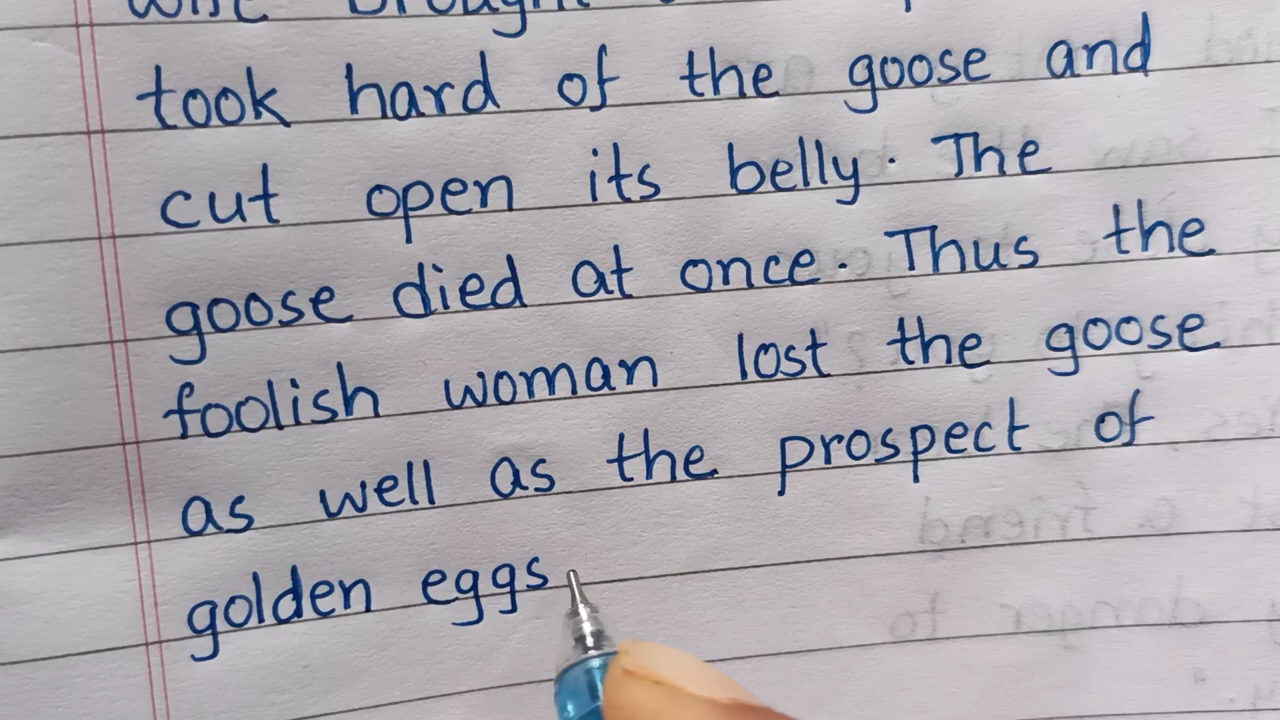 brought
took hard of the goose and
cut open its belly. The
goose died at once. Thus the
foolish woman lost the goose
as well as the prospect of
golden eggs